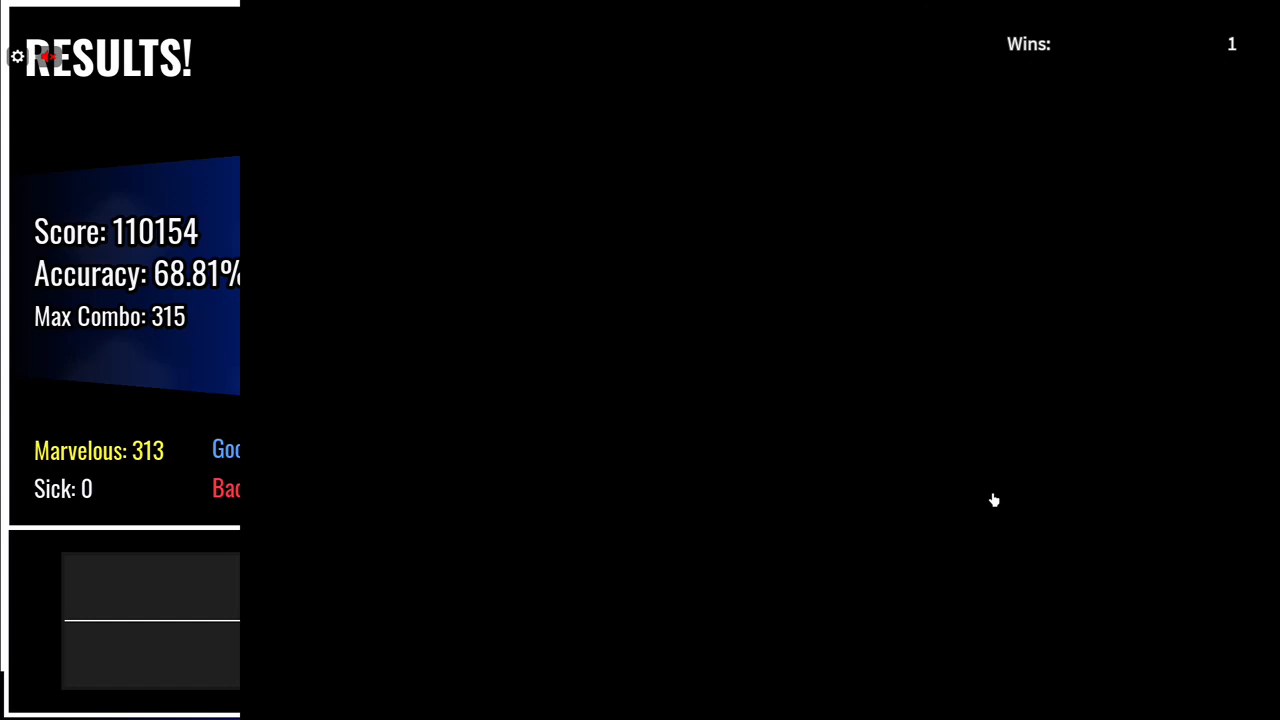 RESULTS!
Wins: 1
Score: 110154
Accuracy: 68.81%
Max Combo: 315
Marvelous: 313
Sick: 0